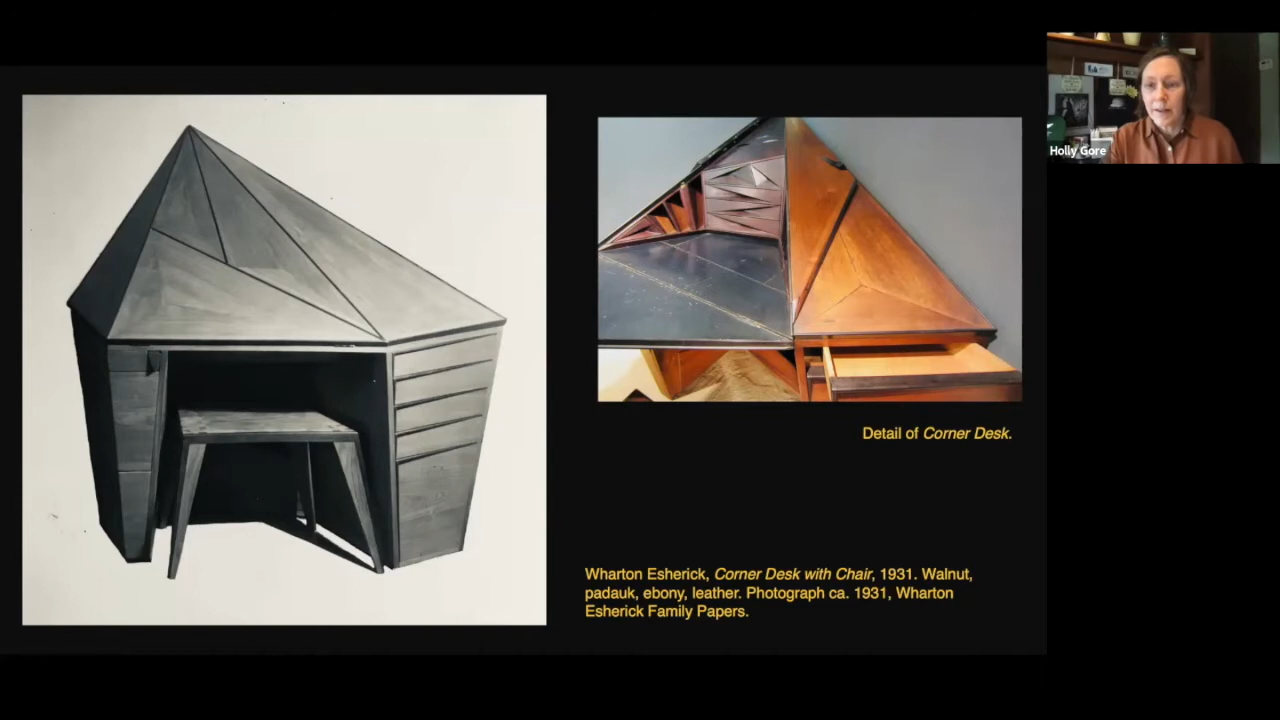 Holly Gore
Detail of Corner Desk.
Wharton Esherick, Corner Desk with Chair, 1931. Walnut,
padauk, ebony, leather. Photograph ca. 1931, Wharton
Esherick Family Papers.